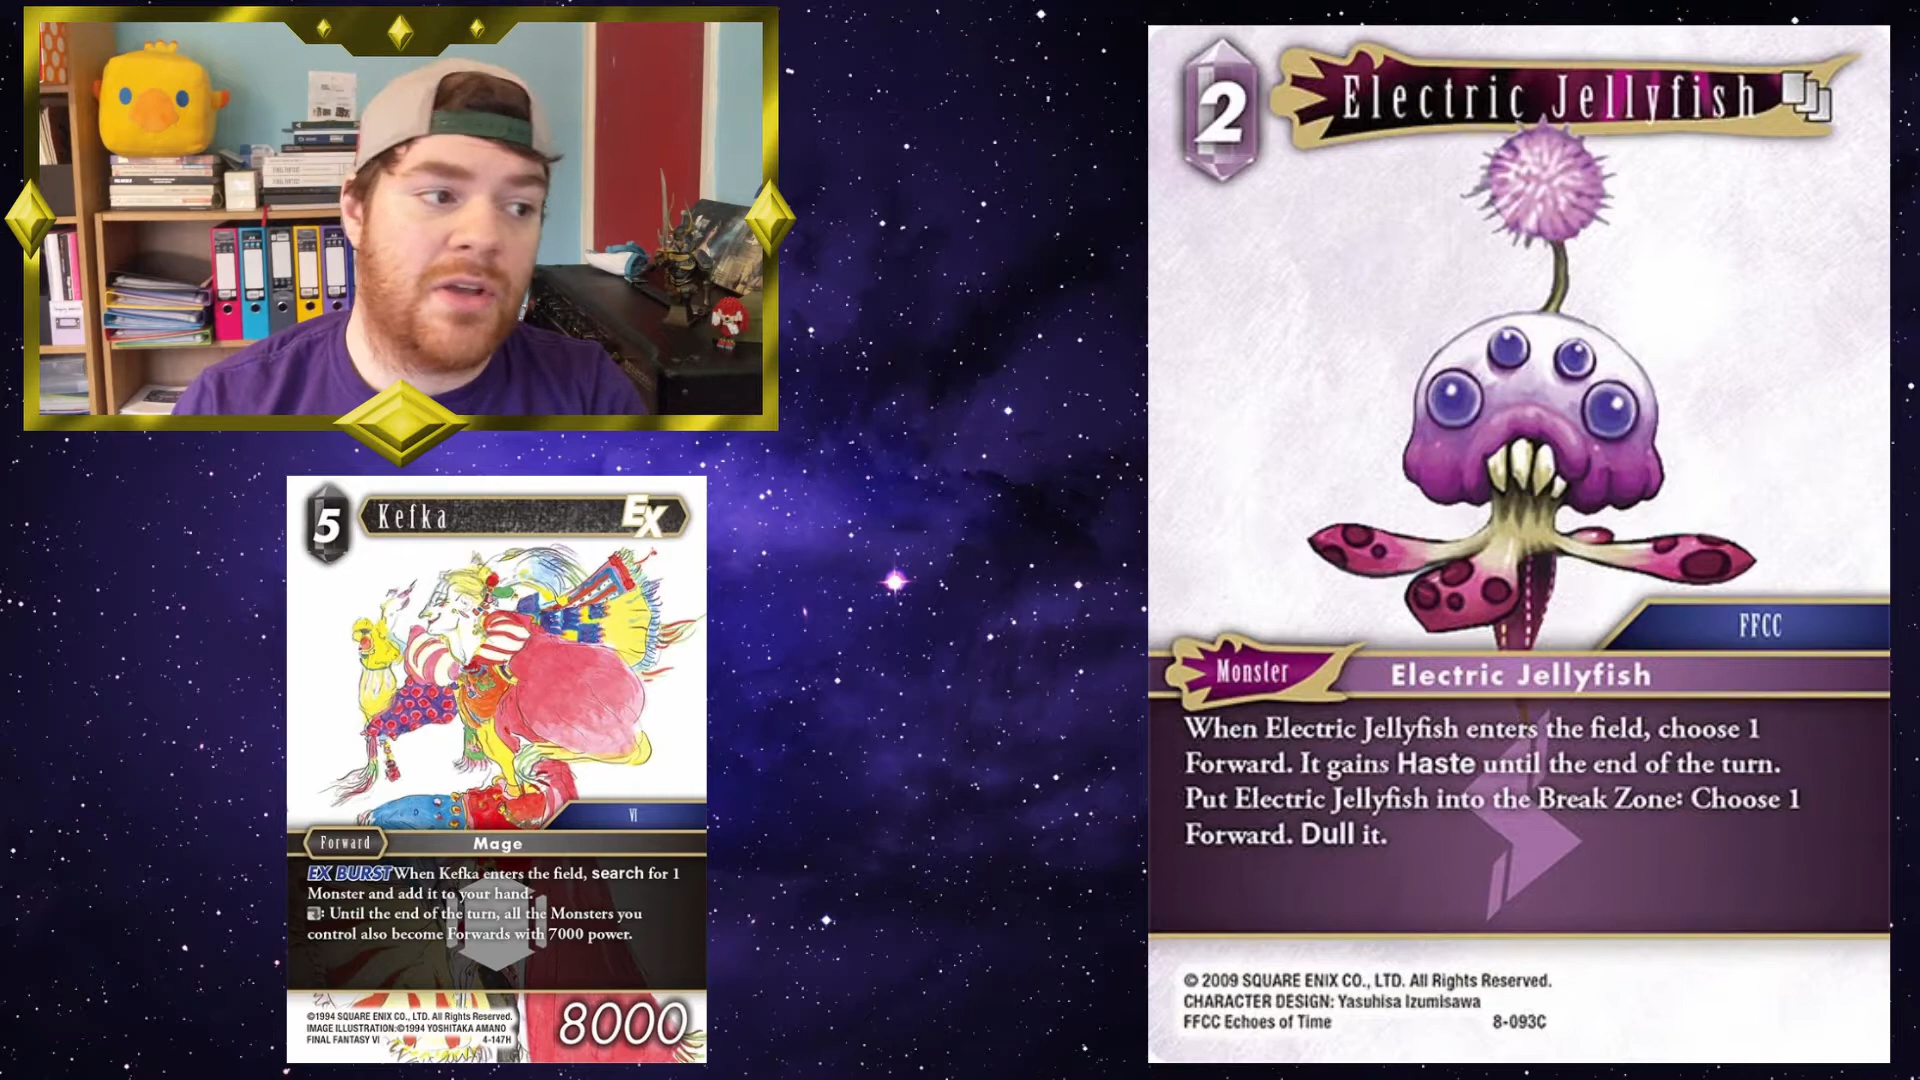 2
Electric Jellyfish
FFCC
Monster
Electric Jellyfish
When Electric Jellyfish enters the field, choose 1
Forward. It gains Haste until the end of the turn.
Put Electric Jellyfish into the Break Zone: Choose 1
Forward. Dull it.
© 2009 SQUARE ENIX CO., LTD. All Rights Reserved.
CHARACTER DESIGN: Yasuhisa Izumisawa
FFCC Echoes of Time 8-093C
5
Kefka
EX
VI
Forward
Mage
EX BURST When Kefka enters the field, search for 1
Monster and add it to your hand.
3: Until the end of the turn, all the Monsters you
control also become Forwards with 7000 power.
©1994 SQUARE ENIX CO., LTD. All Rights Reserved.
IMAGE ILLUSTRATION:©1994 YOSHITAKA AMANO
FINAL FANTASY VI 4-147H
8000